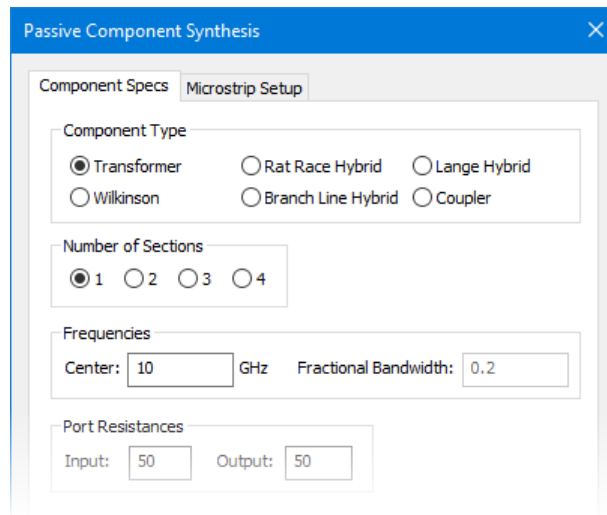 Passive Component Synthesis
Component Specs Microstrip Setup
Component Type
Transformer Rat Race Hybrid Lange Hybrid
Wilkinson Branch Line Hybrid Coupler
Number of Sections
1 2 3 4
Frequencies
Center: 10 GHz Fractional Bandwidth: 0.2
Port Resistances
Input: 50 Output: 50